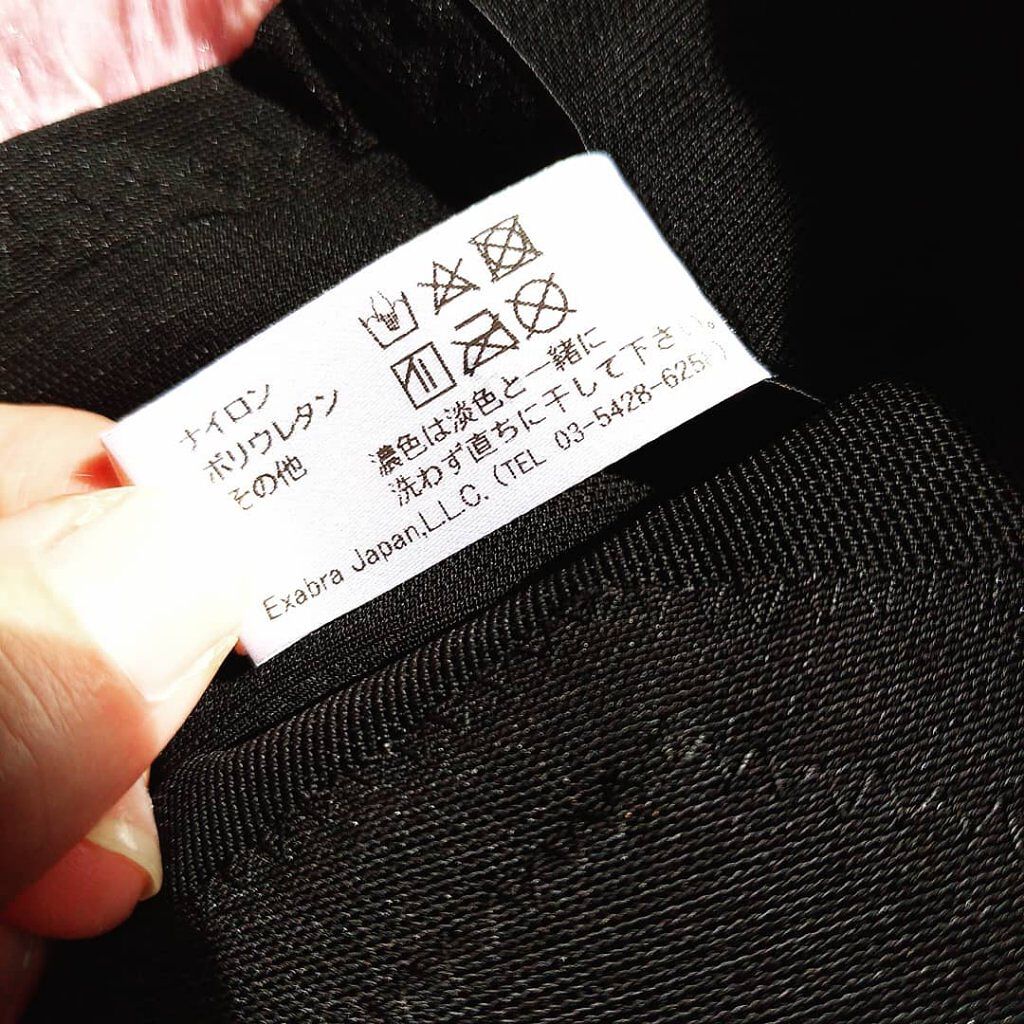 ナイロン
ポリウレタン
その他
濃色は淡色と一緒に
洗わず直ちに干して下さい。
Exabra Japan.L.L.C. (TEL 03-5428-625